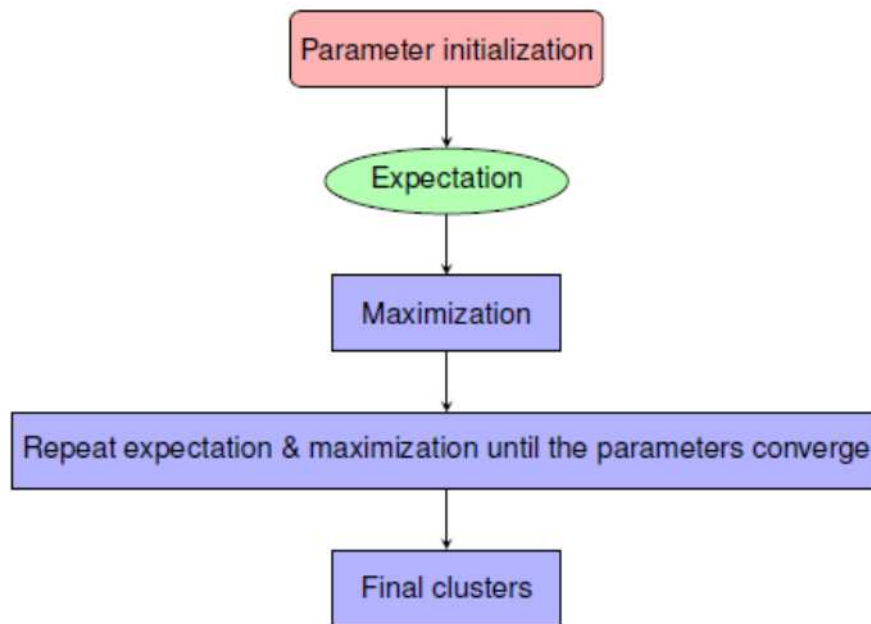 Parameter initialization
Expectation
Maximization
Repeat expectation & maximization until the parameters converge
Final clusters